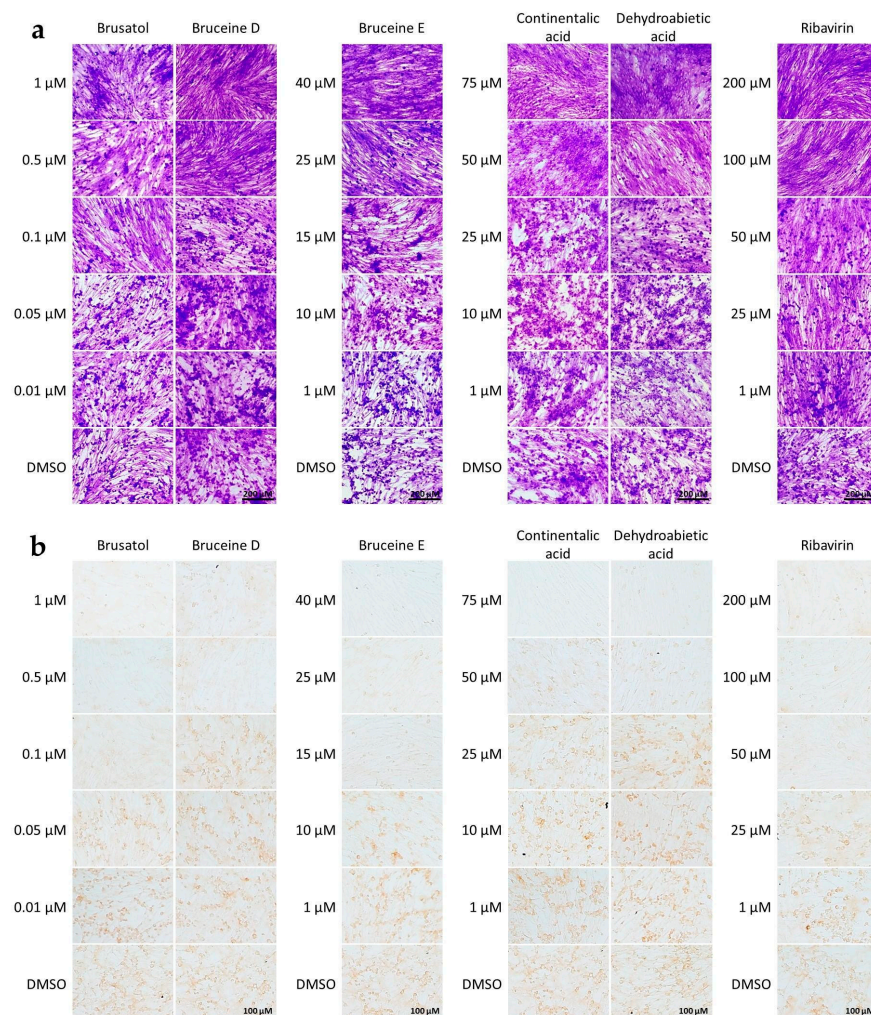 a
Brusatol Bruceine D Bruceine E Continentalic acid Dehydroabietic acid Ribavirin
1 µM 40 µM 75 µM 200 µM
0.5 µM 25 µM 50 µM 100 µM
0.1 µM 15 µM 25 µM 50 µM
0.05 µM 10 µM 10 µM 25 µM
0.01 µM 1 µM 1 µM 1 µM
DMSO DMSO DMSO DMSO
200 µM 200 µM 200 µM 200 µM
b
Brusatol Bruceine D Bruceine E Continentalic acid Dehydroabietic acid Ribavirin
1 µM 40 µM 75 µM 200 µM
0.5 µM 25 µM 50 µM 100 µM
0.1 µM 15 µM 25 µM 50 µM
0.05 µM 10 µM 10 µM 25 µM
0.01 µM 1 µM 1 µM 1 µM
DMSO DMSO DMSO DMSO
100 µM 100 µM 100 µM 100 µM